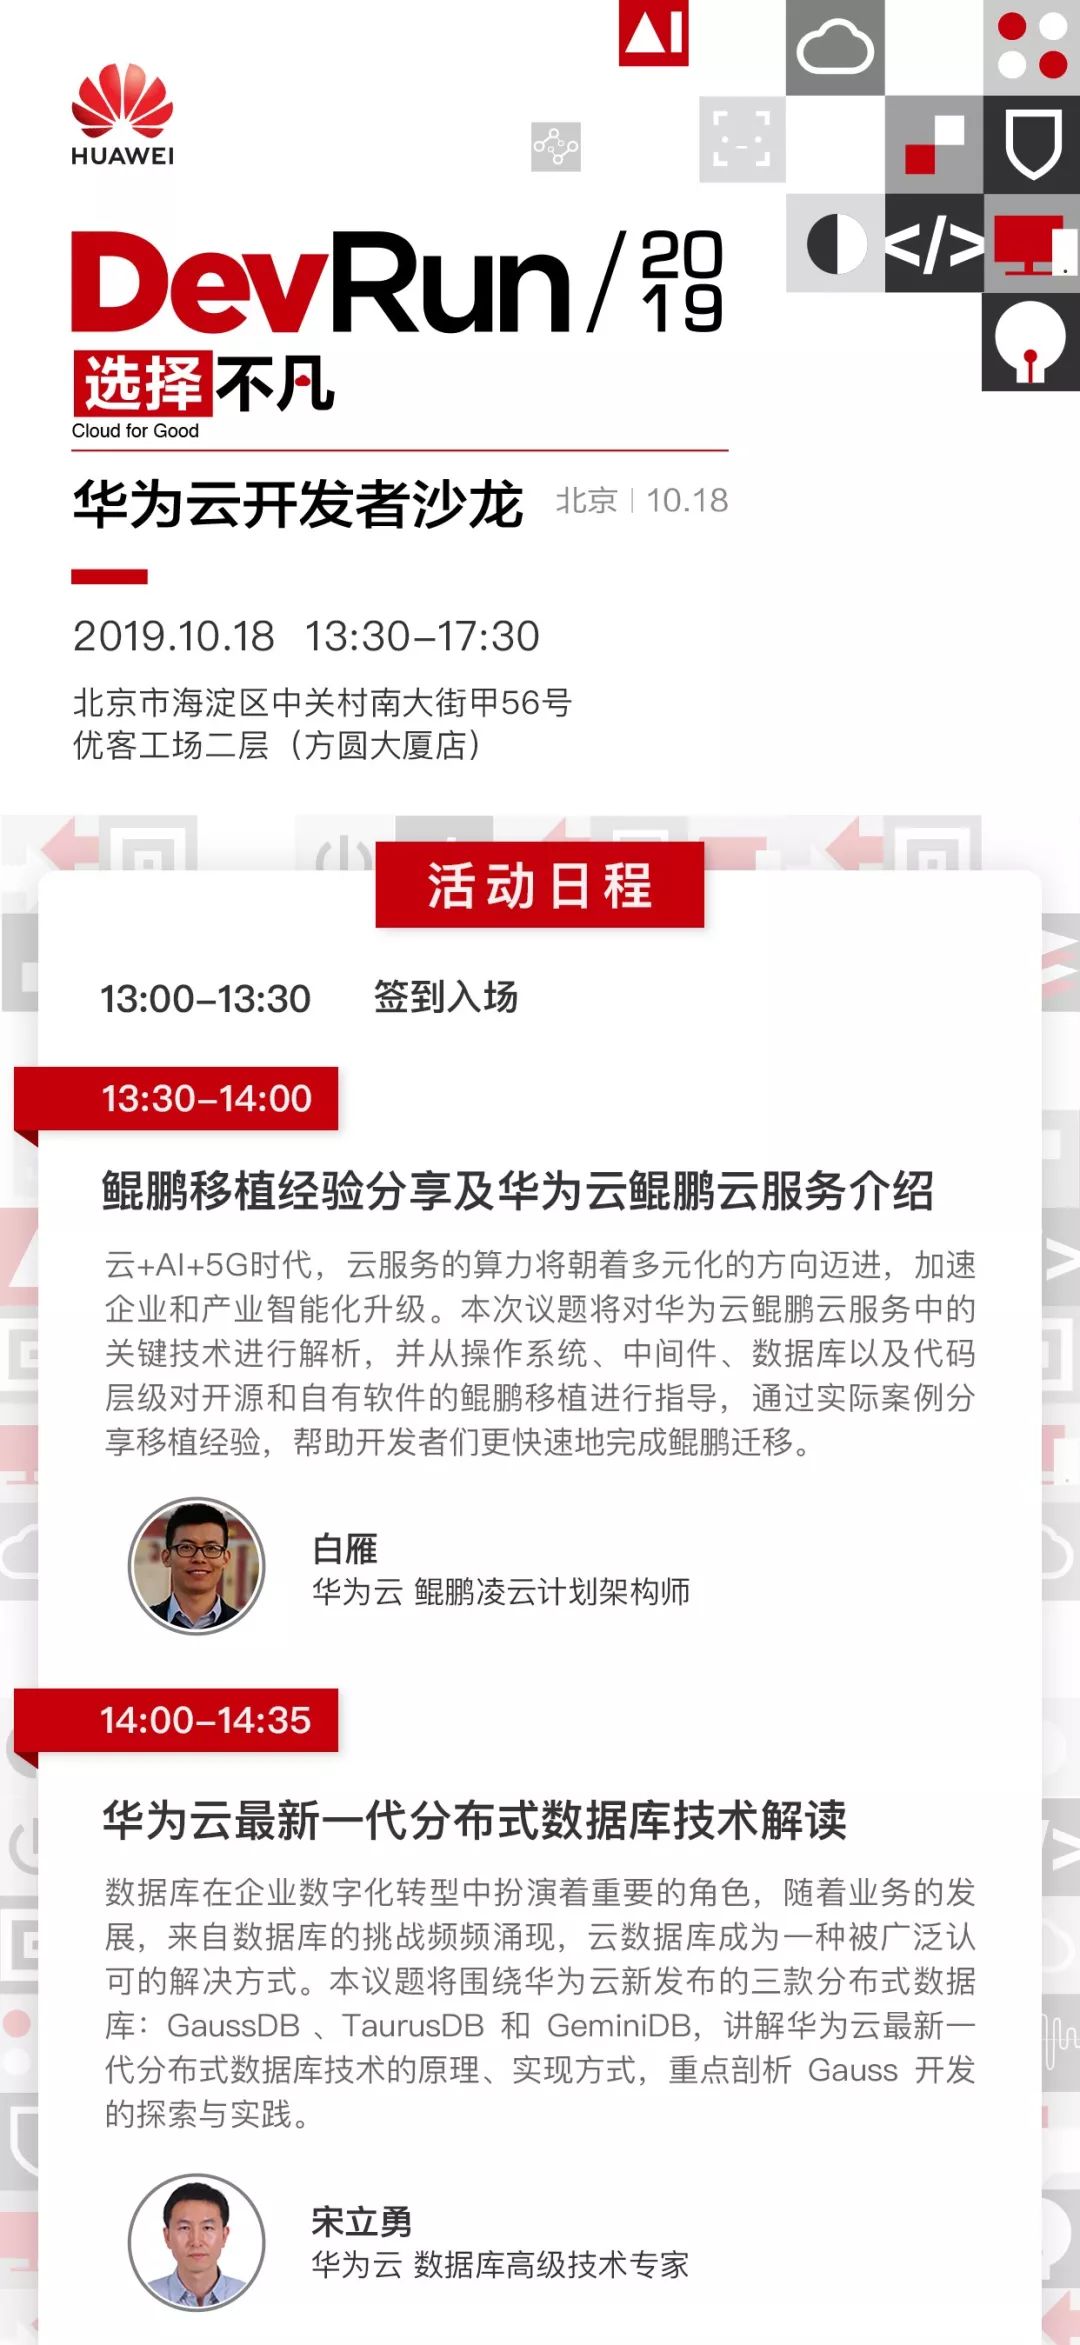 AI
HUAWEI
DevRun/2019
选择不凡
Cloud for Good
华为云开发者沙龙 北京|10.18
2019.10.18 13:30-17:30
北京市海淀区中关村南大街甲56号
优客工场二层（方圆大厦店）
活动日程
13:00-13:30 签到入场
13:30-14:00
鲲鹏移植经验分享及华为云鲲鹏云服务介绍
云+AI+5G时代，云服务的算力将朝着多元化的方向迈进，加速
企业和产业智能化升级。本次议题将对华为云鲲鹏云服务中的
关键技术进行解析，并从操作系统、中间件、数据库以及代码
层级对开源和自有软件的鲲鹏移植进行指导，通过实际案例分
享移植经验，帮助开发者们更快速地完成鲲鹏迁移。
白雁
华为云 鲲鹏凌云计划架构师
14:00-14:35
华为云最新一代分布式数据库技术解读
数据库在企业数字化转型中扮演着重要的角色，随着业务的发
展，来自数据库的挑战频频涌现，云数据库成为一种被广泛认
可的解决方式。本议题将围绕华为云新发布的三款分布式数据
库：GaussDB 、TaurusDB 和 GeminiDB，讲解华为云最新一
代分布式数据库技术的原理、实现方式，重点剖析 Gauss 开发
的探索与实践。
宋立勇
华为云 数据库高级技术专家